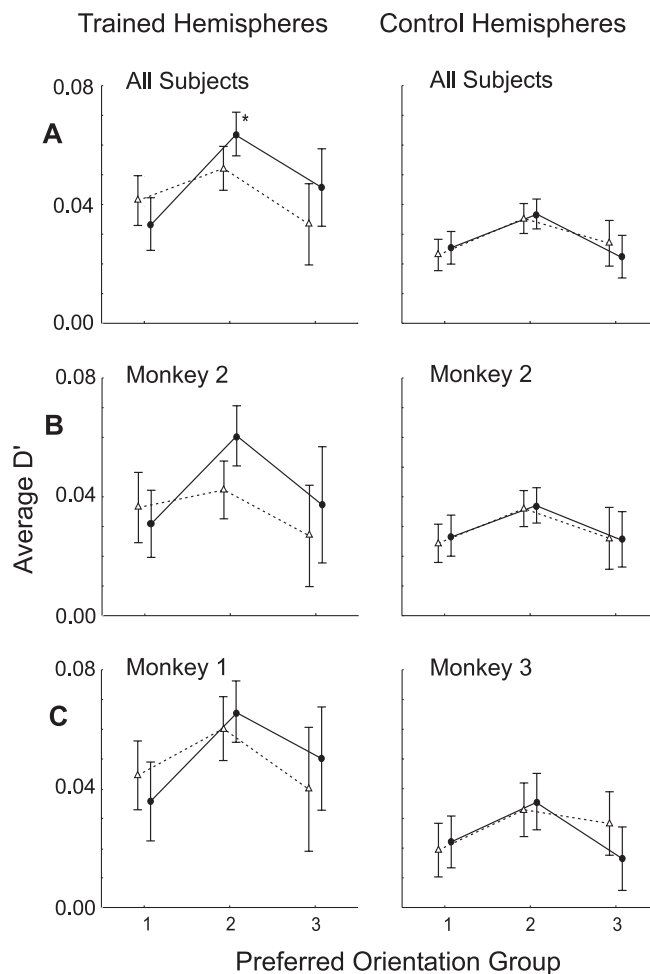 Trained Hemispheres
Control Hemispheres
All Subjects
All Subjects
A
0.08
0.04
0.00
*
Monkey 2
Monkey 2
B
0.08
0.04
0.00
Average D'
Monkey 1
Monkey 3
C
0.08
0.04
0.00
1 2 3
1 2 3
Preferred Orientation Group